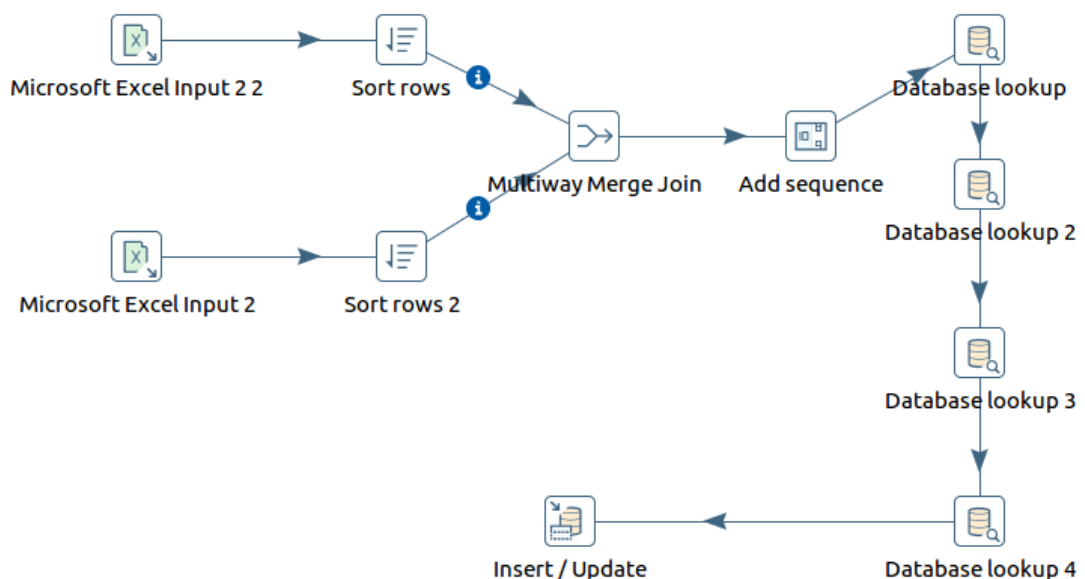 Microsoft Excel Input 2 2
Sort rows
Database lookup
Multiway Merge Join
Add sequence
Database lookup 2
Microsoft Excel Input 2
Sort rows 2
Database lookup 3
Insert / Update
Database lookup 4